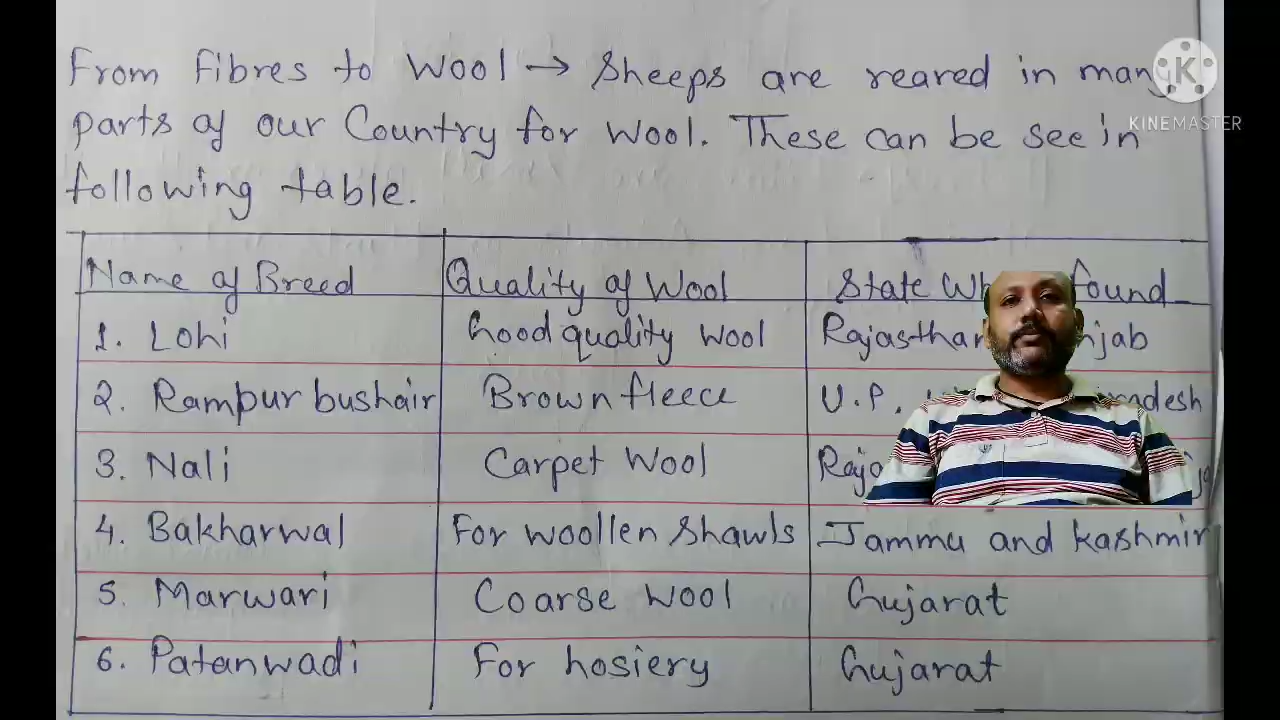 From Fibres to Wool → Sheeps are reared in many
parts of our Country for wool. These can be see in
following table.
KINEMASTER
Name of Breed Quality of Wool State found
1. Lohi Good quality wool
2. Rampur bushair Brown fleece U.P.
3. Nali Carpet wool
4. Bakharwal For woollen shawls Jammu and kashmir
5. Marwari Coarse wool Gujarat
6. Patanwadi For hosiery Gujarat